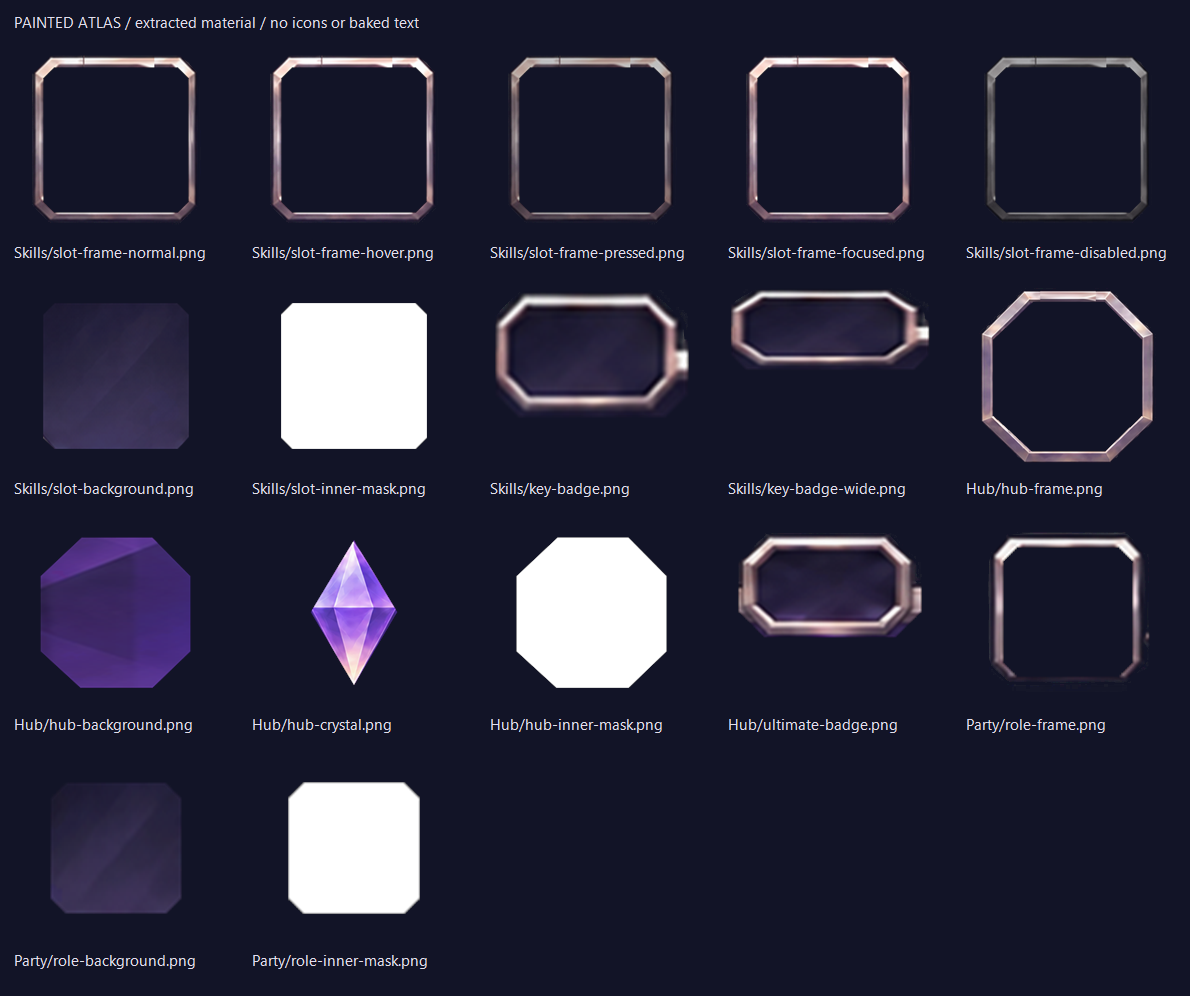 PAINTED ATLAS / extracted material / no icons or baked text
Skills/slot-frame-normal.png
Skills/slot-frame-hover.png
Skills/slot-frame-pressed.png
Skills/slot-frame-focused.png
Skills/slot-frame-disabled.png
Skills/slot-background.png
Skills/slot-inner-mask.png
Skills/key-badge.png
Skills/key-badge-wide.png
Hub/hub-frame.png
Hub/hub-background.png
Hub/hub-crystal.png
Hub/hub-inner-mask.png
Hub/ultimate-badge.png
Party/role-frame.png
Party/role-background.png
Party/role-inner-mask.png